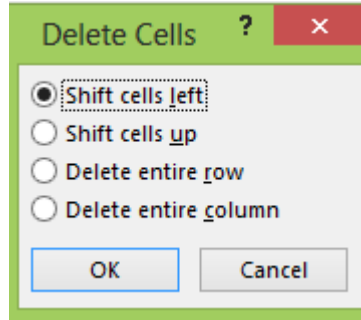 Delete Cells ? ×
Shift cells left
Shift cells up
Delete entire row
Delete entire column
OK Cancel